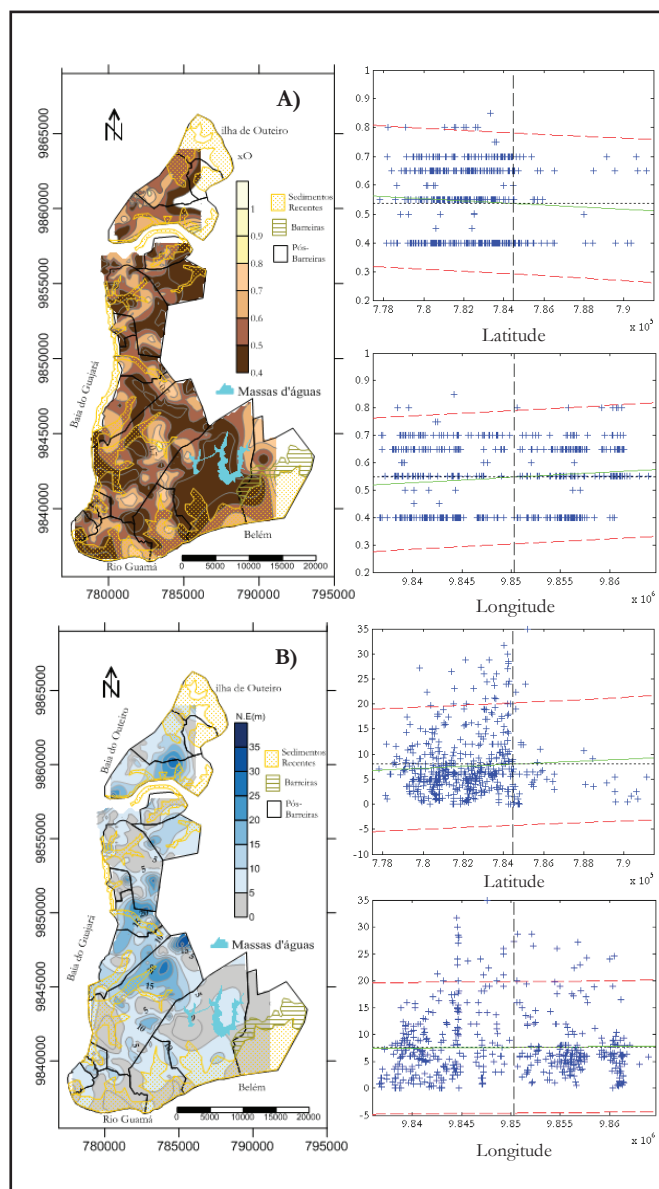 A)
N
ilha de Outeiro
xO
1
0.9
0.8
0.7
0.6
0.5
0.4
Sedimentos
Recentes
Barreiras
Pós-
Barreiras
Massas d'águas
Baia do Guajará
Belém
Rio Guamá
0 5000 10000 15000 20000
9865000
9860000
9855000
9850000
9845000
9840000
780000 785000 790000 795000
1
0.9
0.8
0.7
0.6
0.5
0.4
0.3
0.2
7.78 7.8 7.82 7.84 7.86 7.88 7.9
x 10⁵
Latitude
1
0.9
0.8
0.7
0.6
0.5
0.4
0.3
0.2
9.84 9.845 9.85 9.855 9.86
x 10⁶
Longitude
B)
N
ilha de Outeiro
Baia do Outeiro
N.E(m)
35
30
25
20
15
10
5
0
Sedimentos
Recentes
Barreiras
Pós-
Barreiras
Massas d'águas
Baia do Guajará
Belém
Rio Guamá
0 5000 10000 15000 20000
9865000
9860000
9855000
9850000
9845000
9840000
780000 785000 790000 795000
35
30
25
20
15
10
5
0
-5
-10
7.78 7.8 7.82 7.84 7.86 7.88 7.9
x 10⁵
Latitude
35
30
25
20
15
10
5
0
-5
9.84 9.845 9.85 9.855 9.86
x 10⁶
Longitude